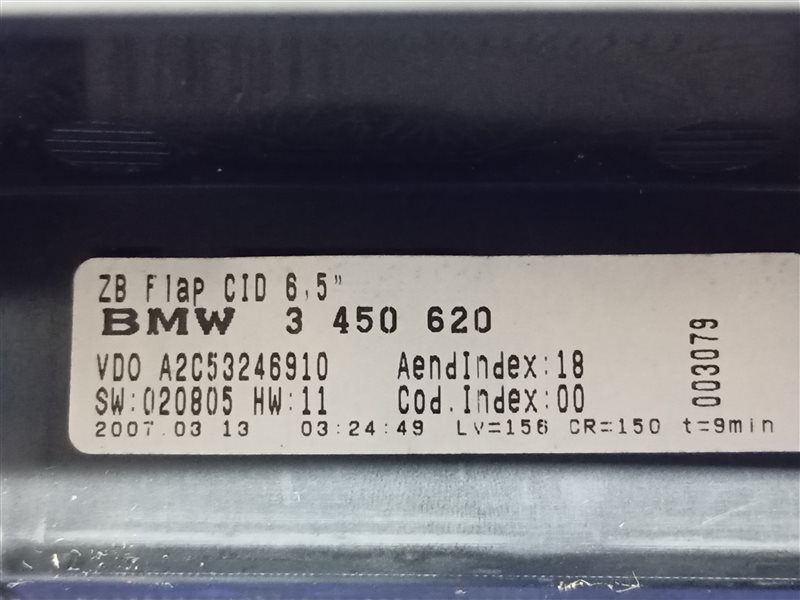 ZB Flap CID 6,5"
BMW 3 450 620
VDO A2C53246910 AendIndex:18
SW:020805 HW:11 Cod.Index:00
2007.03 13 03:24:49 Lv=156 CR=150 t=9min
003079